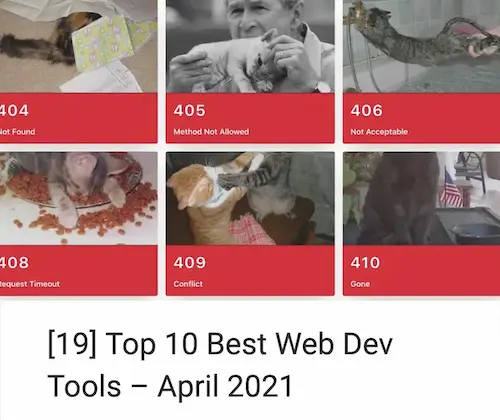 404
405
406
Not Found
Method Not Allowed
Not Acceptable
408
409
410
Request Timeout
Conflict
Gone
[19] Top 10 Best Web Dev
Tools – April 2021